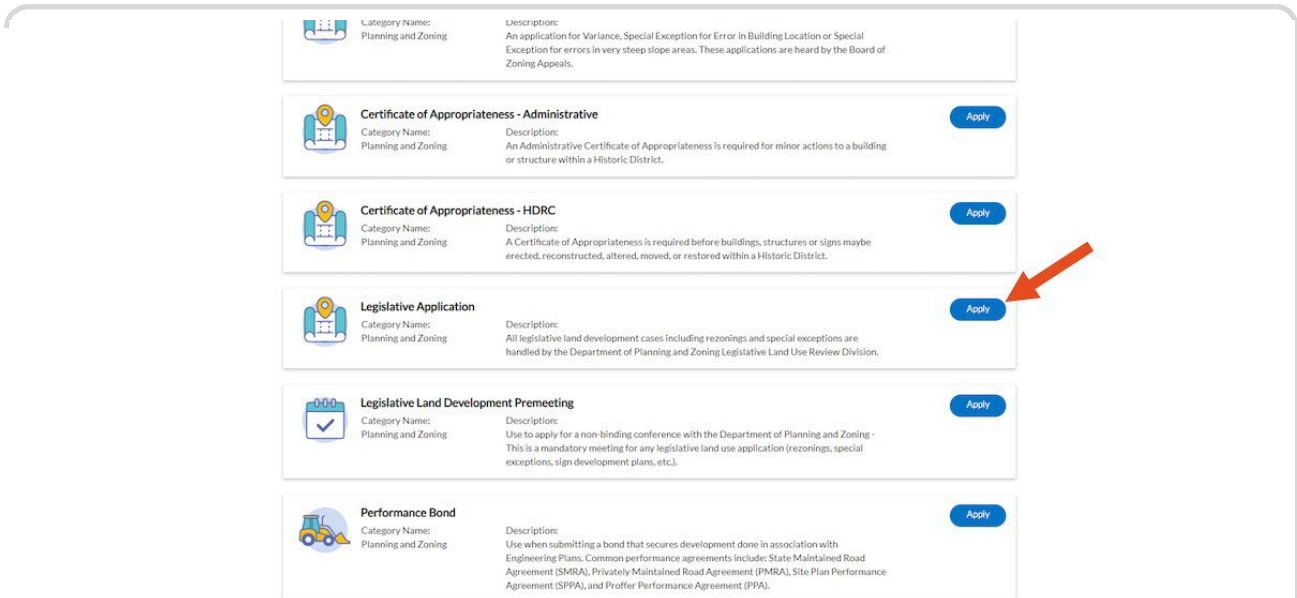 Category Name:
Planning and Zoning
Description:
An application for Variance, Special Exception for Error in Building Location or Special
Exception for errors in very steep slope areas. These applications are heard by the Board of
Zoning Appeals.
Certificate of Appropriateness - Administrative
Apply
Category Name:
Planning and Zoning
Description:
An Administrative Certificate of Appropriateness is required for minor actions to a building
or structure within a Historic District.
Certificate of Appropriateness - HDRC
Apply
Category Name:
Planning and Zoning
Description:
A Certificate of Appropriateness is required before buildings, structures or signs maybe
erected, reconstructed, altered, moved, or restored within a Historic District.
Legislative Application
Apply
Category Name:
Planning and Zoning
Description:
All legislative land development cases including rezonings and special exceptions are
handled by the Department of Planning and Zoning Legislative Land Use Review Division.
Legislative Land Development Premeeting
Apply
Category Name:
Planning and Zoning
Description:
Use to apply for a non-binding conference with the Department of Planning and Zoning -
This is a mandatory meeting for any legislative land use application (rezonings, special
exceptions, sign development plans, etc.).
Performance Bond
Apply
Category Name:
Planning and Zoning
Description:
Use when submitting a bond that secures development done in association with
Engineering Plans. Common performance agreements include: State Maintained Road
Agreement (SMRA), Privately Maintained Road Agreement (PMRA), Site Plan Performance
Agreement (SPPA), and Proffer Performance Agreement (PPA).